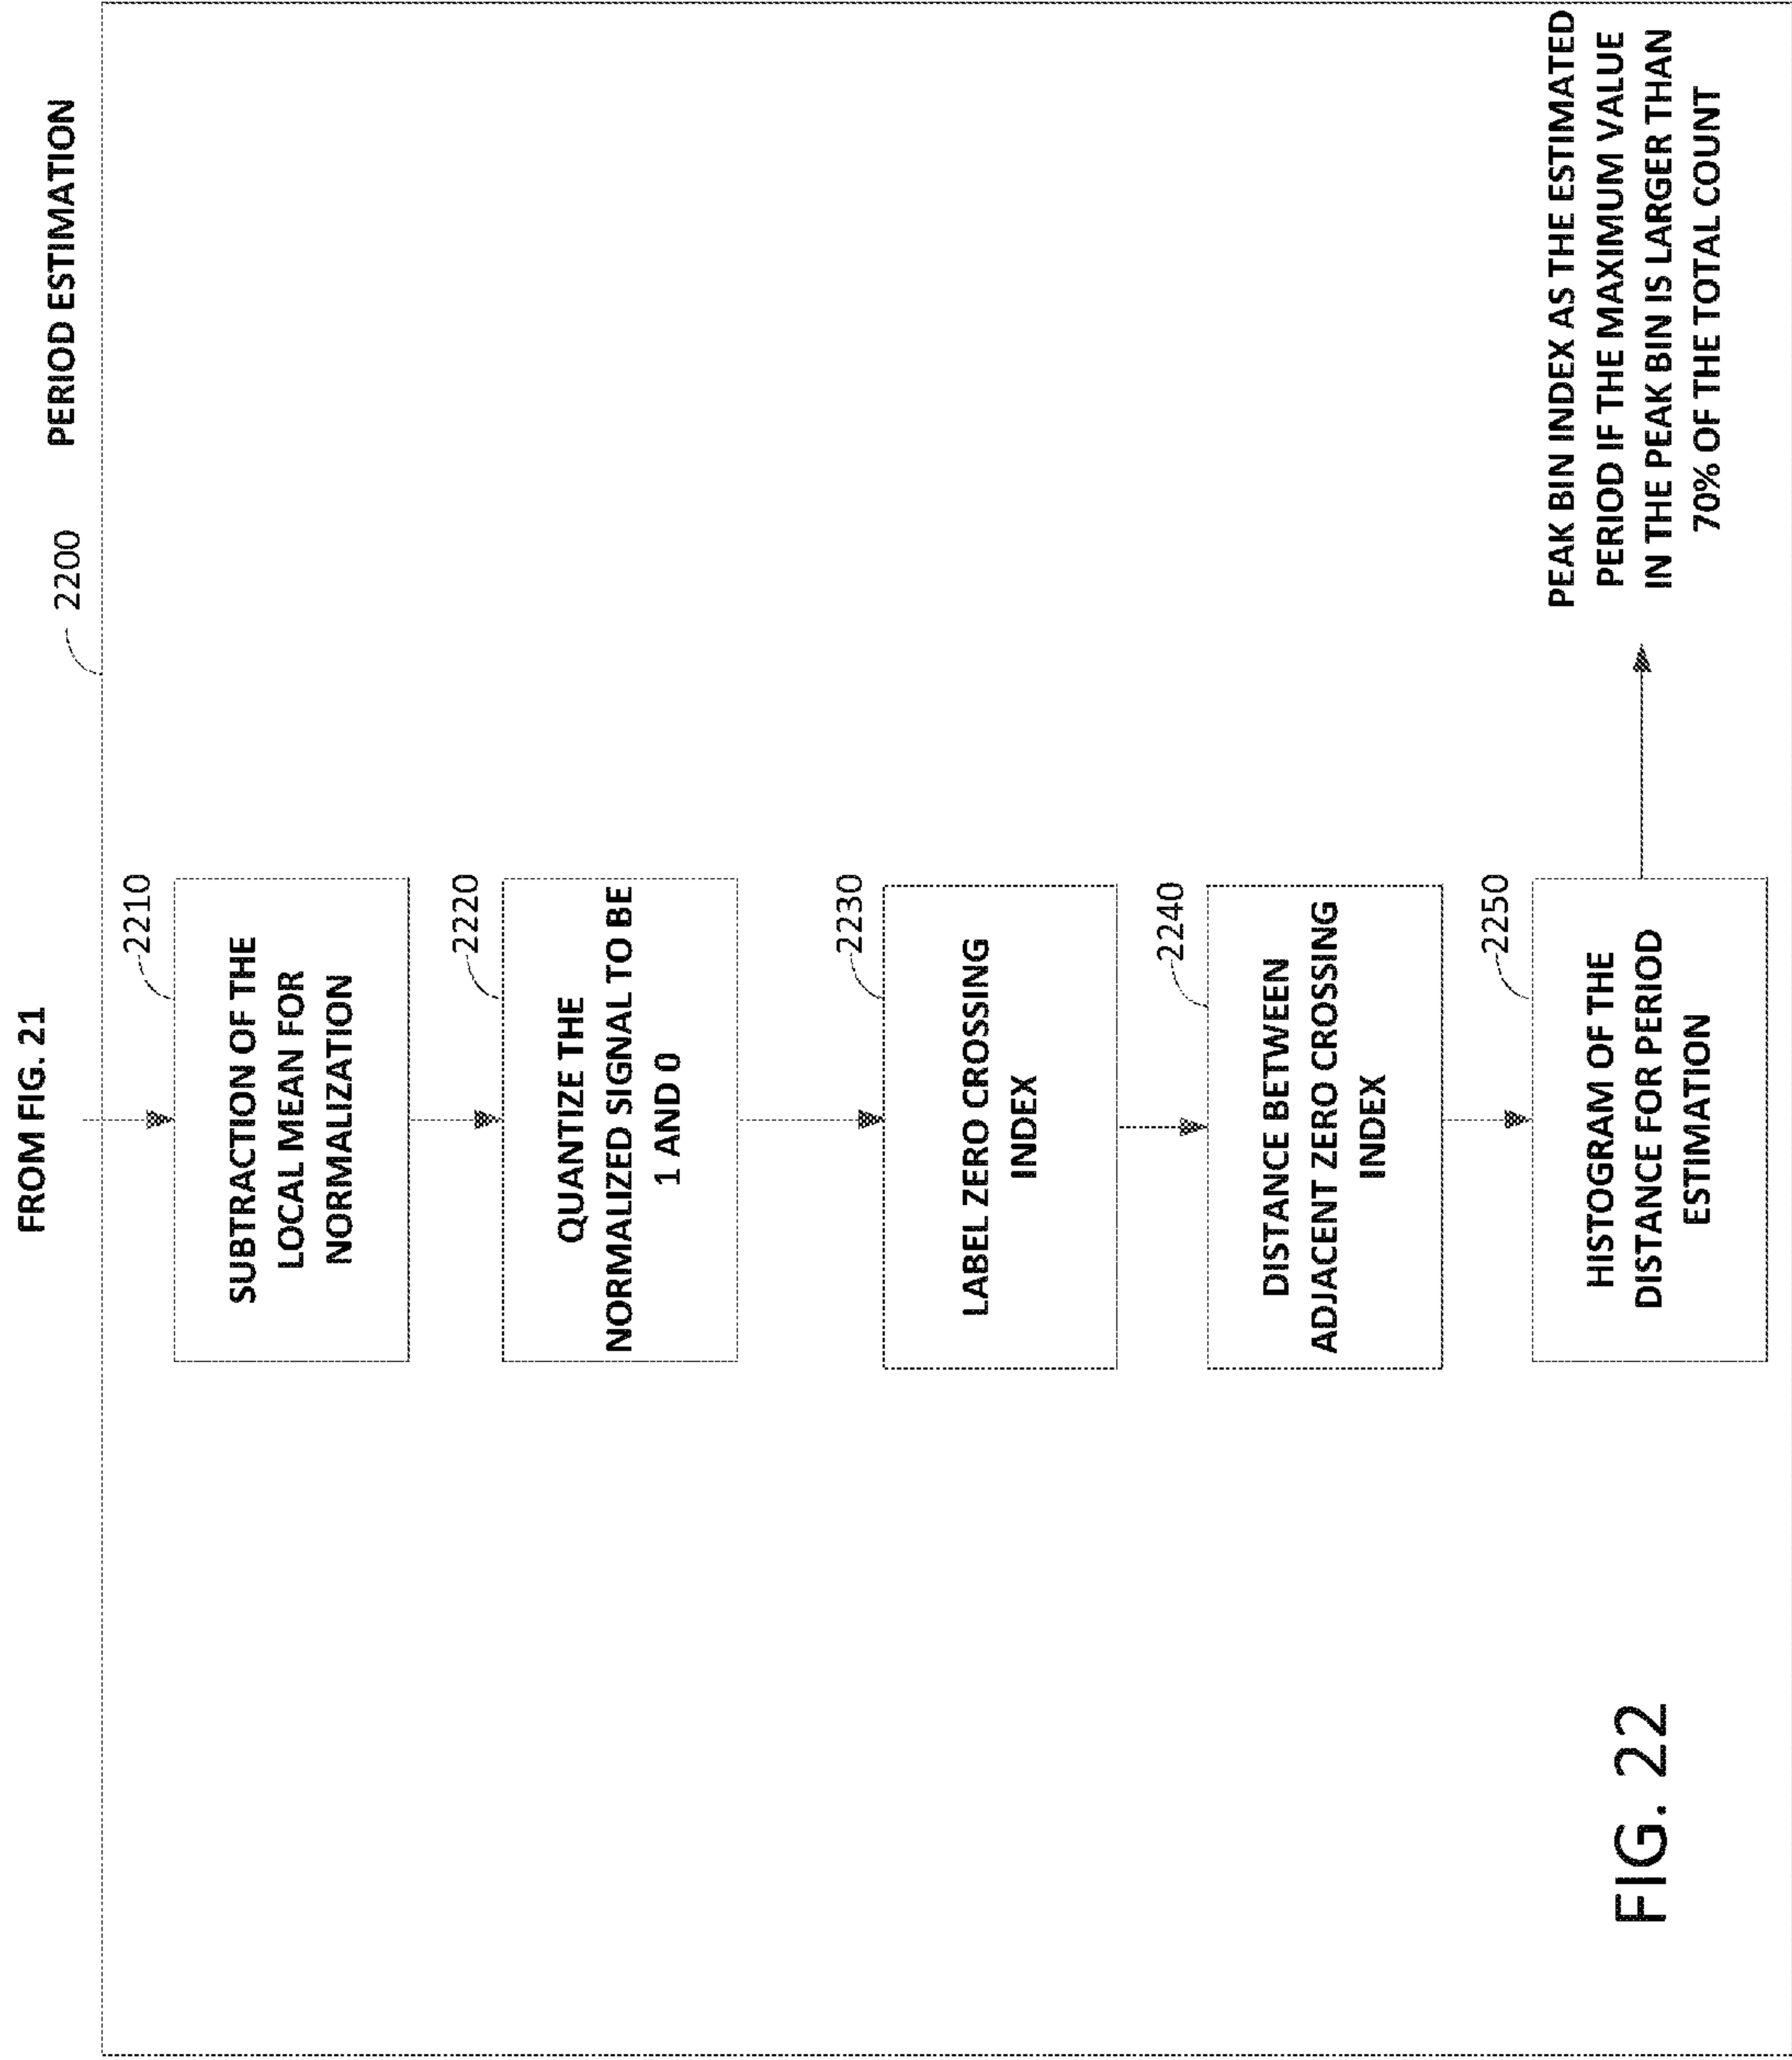 FROM FIG. 21
2200
PERIOD ESTIMATION
2210
SUBTRACTION OF THE
LOCAL MEAN FOR
NORMALIZATION
2220
QUANTIZE THE
NORMALIZED SIGNAL TO BE
1 AND 0
2230
LABEL ZERO CROSSING
INDEX
2240
DISTANCE BETWEEN
ADJACENT ZERO CROSSING
INDEX
2250
HISTOGRAM OF THE
DISTANCE FOR PERIOD
ESTIMATION
PEAK BIN INDEX AS THE ESTIMATED
PERIOD IF THE MAXIMUM VALUE
IN THE PEAK BIN IS LARGER THAN
70% OF THE TOTAL COUNT
FIG. 22